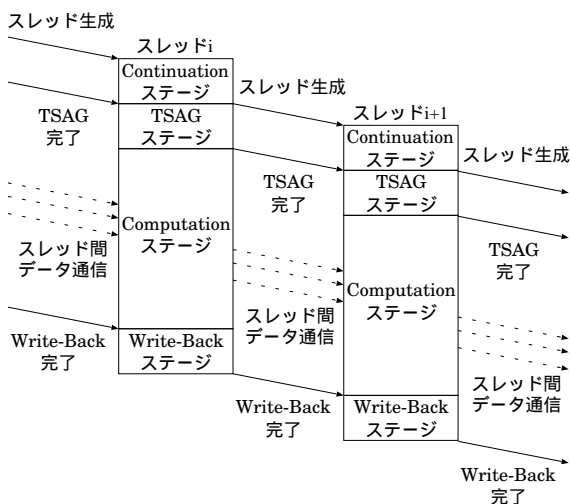 スレッド生成
スレッドi
Continuation
ステージ
スレッド生成
TSAG
完了
TSAG
ステージ
スレッドi+1
Continuation
ステージ
スレッド生成
TSAG
完了
TSAG
ステージ
TSAG
完了
Computation
ステージ
スレッド間
データ通信
Computation
ステージ
スレッド間
データ通信
Write-Back
完了
Write-Back
ステージ
スレッド間
データ通信
Write-Back
完了
Write-Back
ステージ
Write-Back
完了